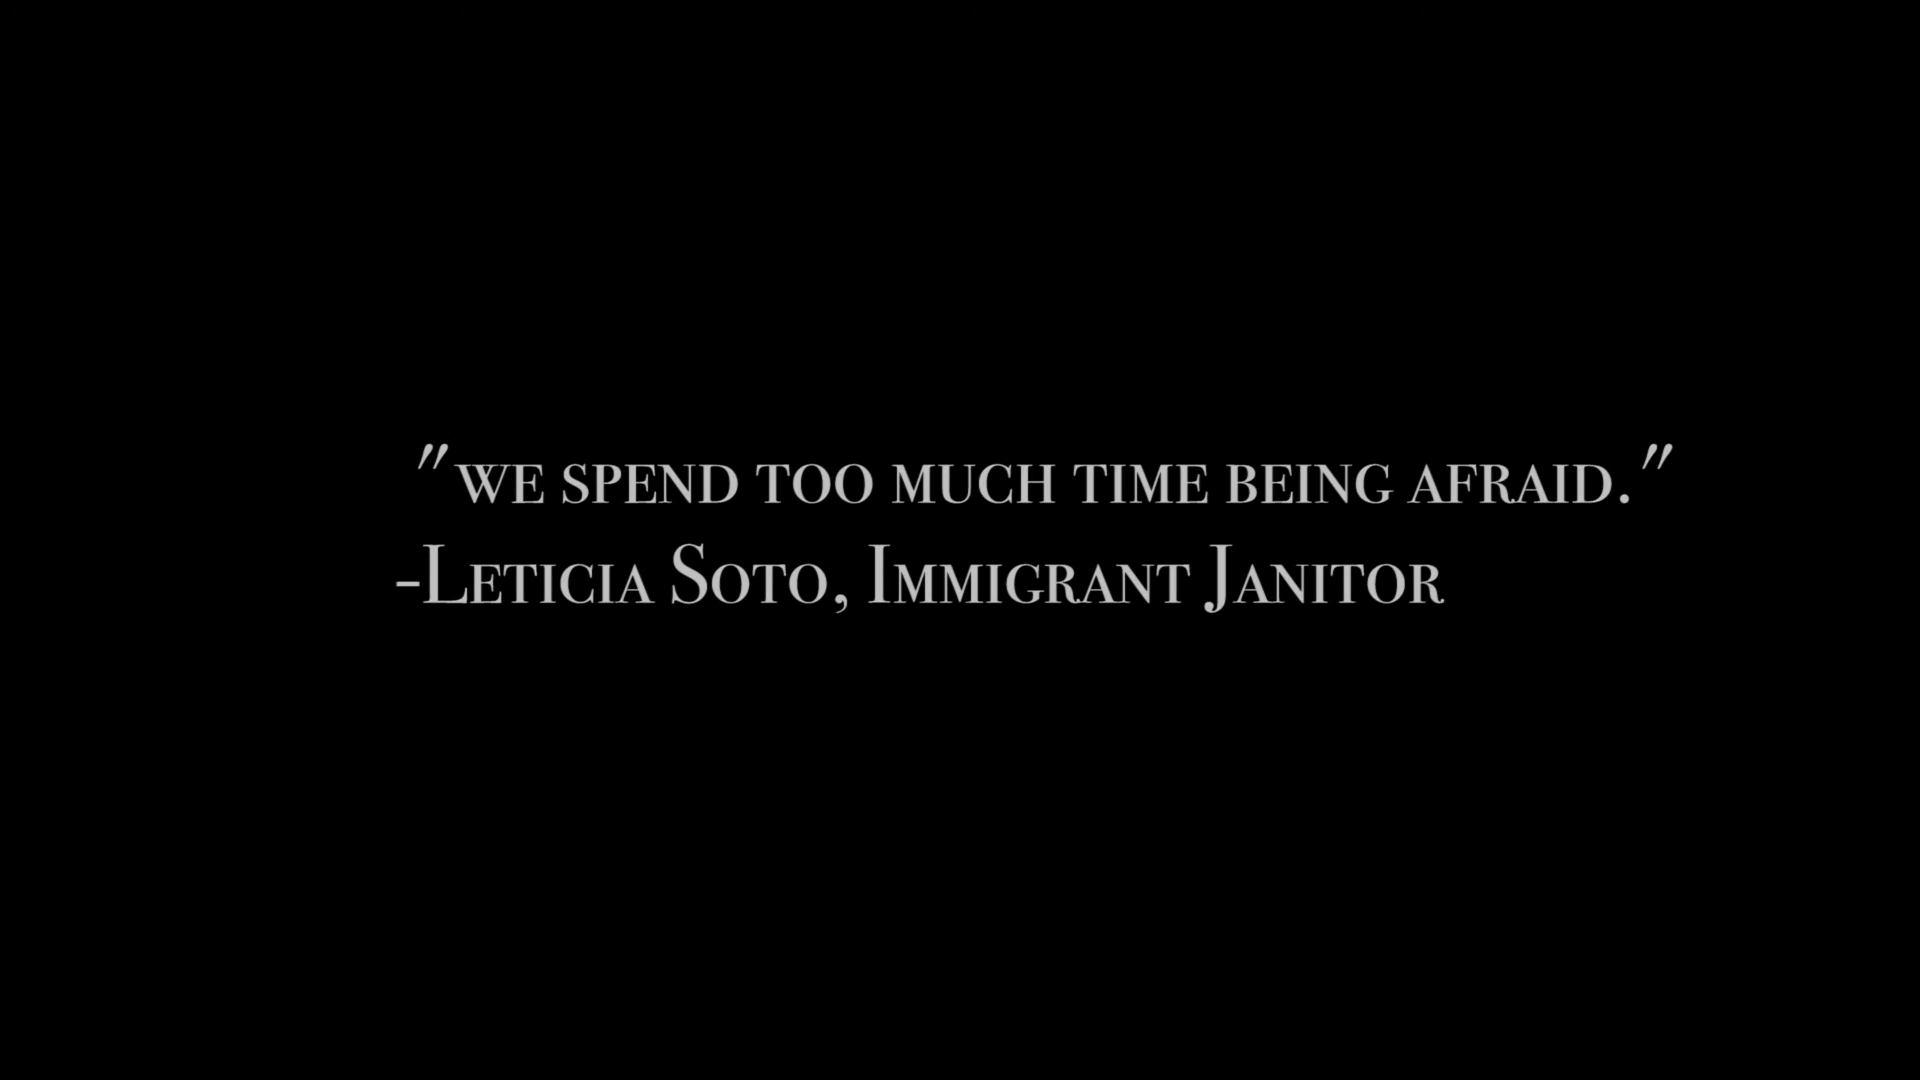 "we spend too much time being afraid."
-Leticia Soto, Immigrant Janitor